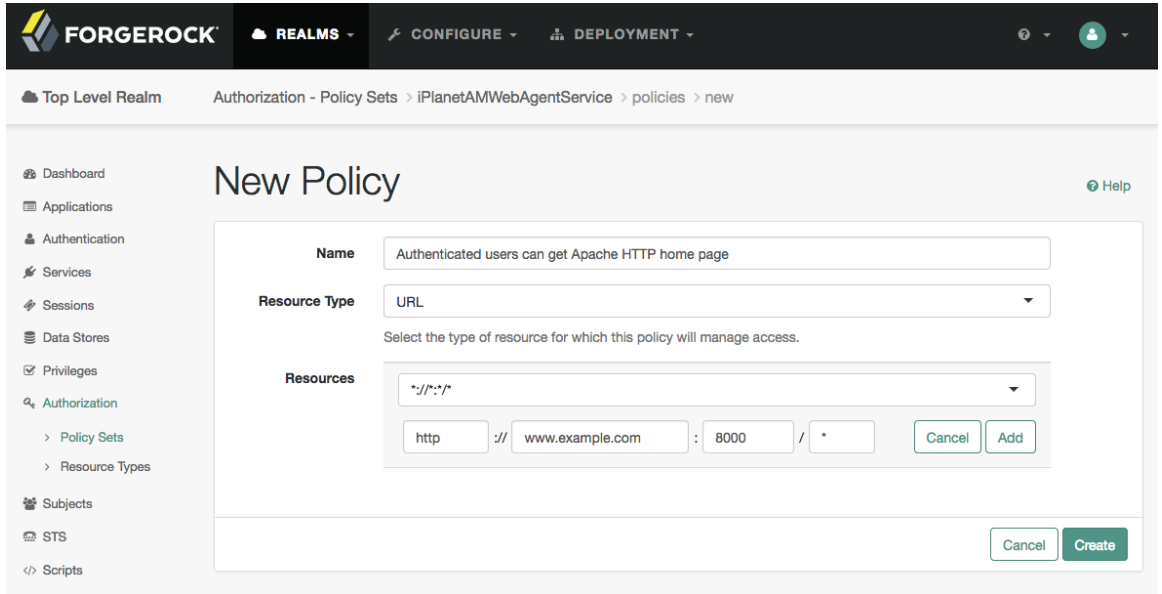 FORGEROCK REALMS CONFIGURE DEPLOYMENT
Top Level Realm Authorization - Policy Sets > iPlanetAMWebAgentService > policies > new
Dashboard
Applications
Authentication
Services
Sessions
Data Stores
Privileges
Authorization
> Policy Sets
> Resource Types
Subjects
STS
</> Scripts
New Policy
Help
Name Authenticated users can get Apache HTTP home page
Resource Type URL
Select the type of resource for which this policy will manage access.
Resources *://*:*/*
http :// www.example.com : 8000 / * Cancel Add
Cancel Create